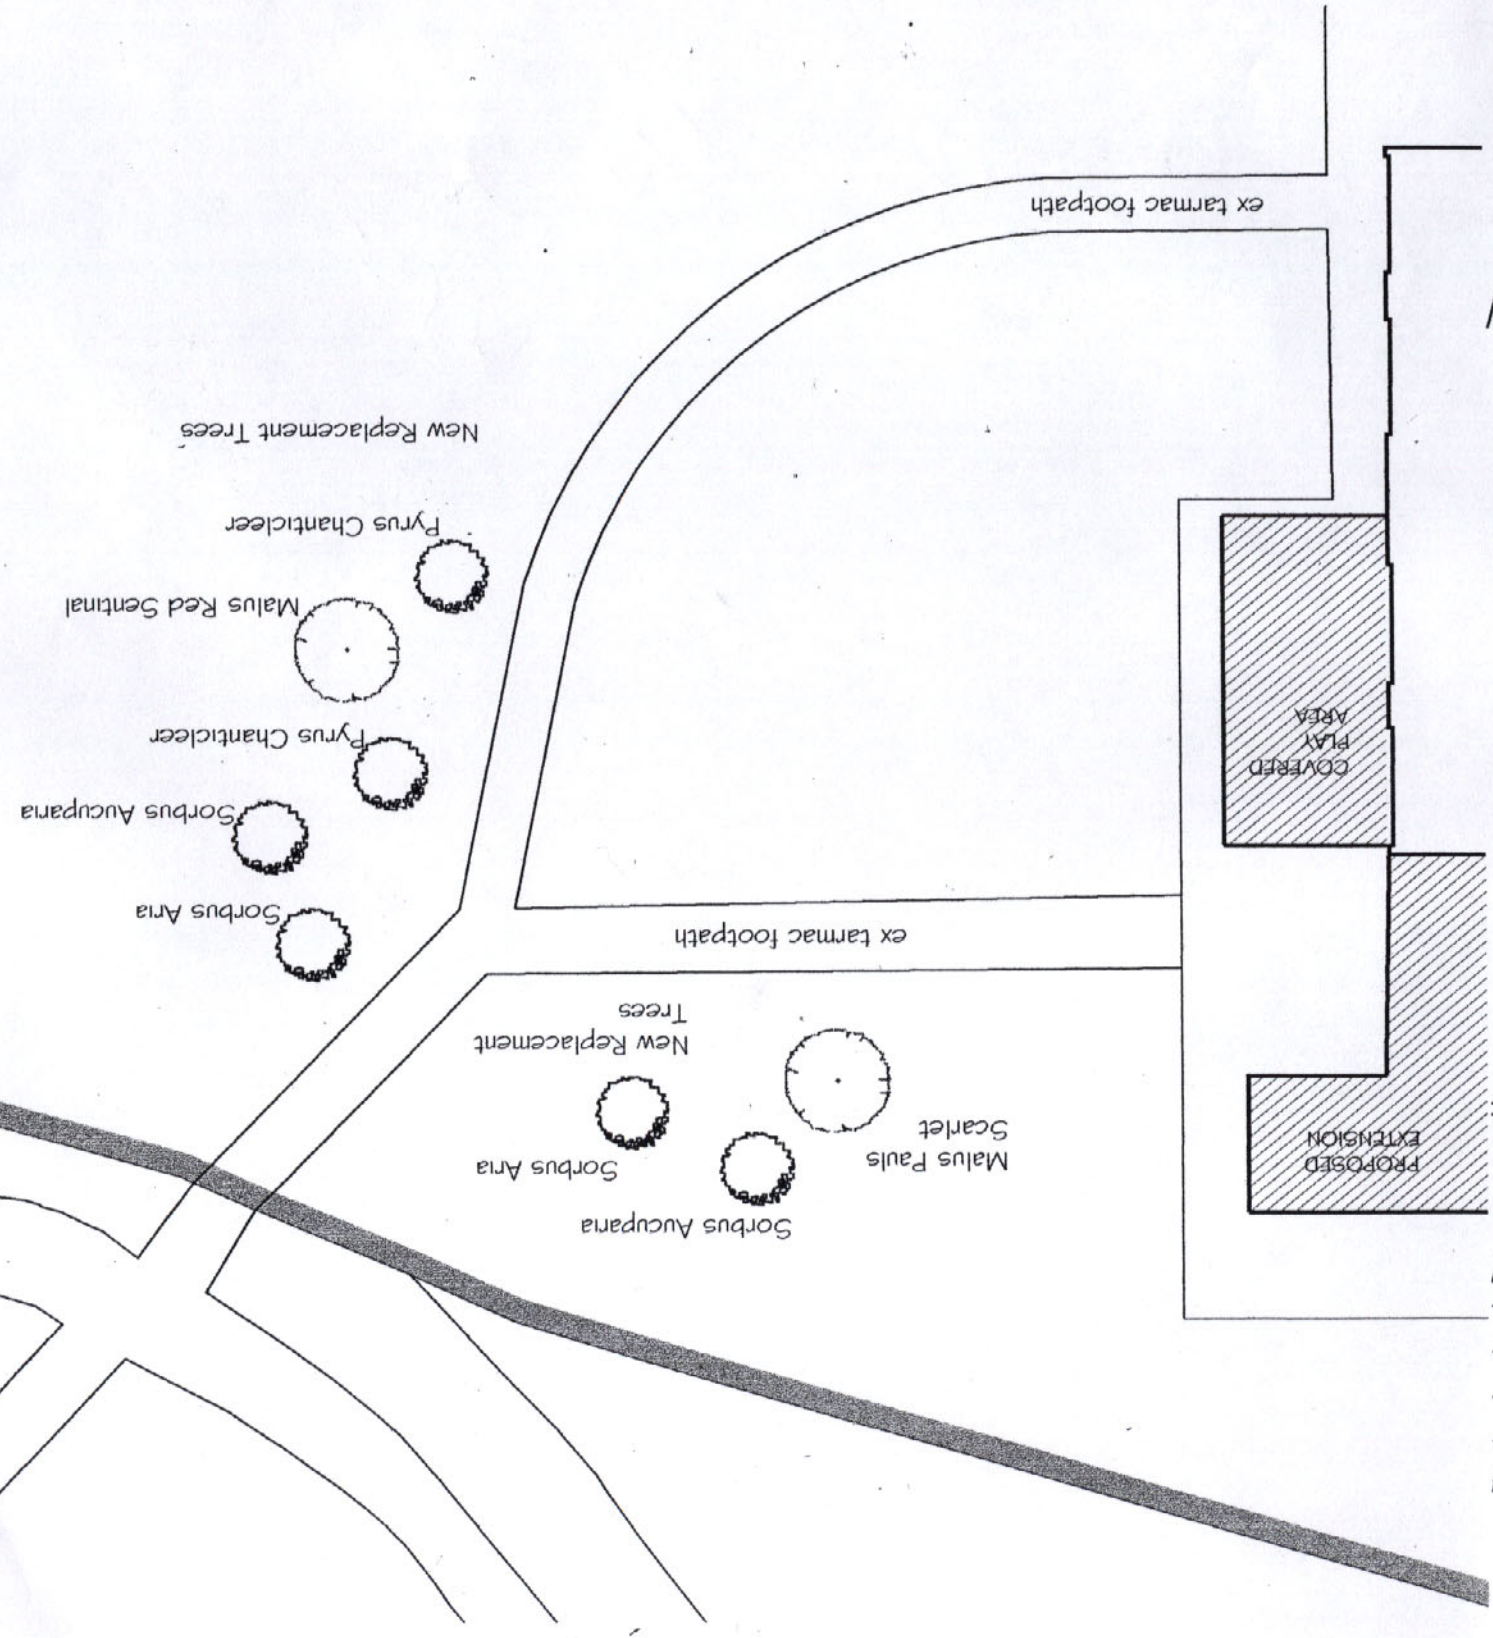 Sorbus Aucuparia
PROPOSED
EXTENSION
Malus Pauls
Scarlet
Sorbus Aria
New Replacement
Trees
ex tarmac footpath
Sorbus Aria
Sorbus Aucuparia
COVERED
PLAY
AREA
Pyrus Chanticleer
Malus Red Sentinal
Pyrus Chanticleer
New Replacement Trees
ex tarmac footpath